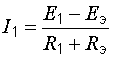 I₁ = (E₁ − Eэ) / (R₁ + Rэ)